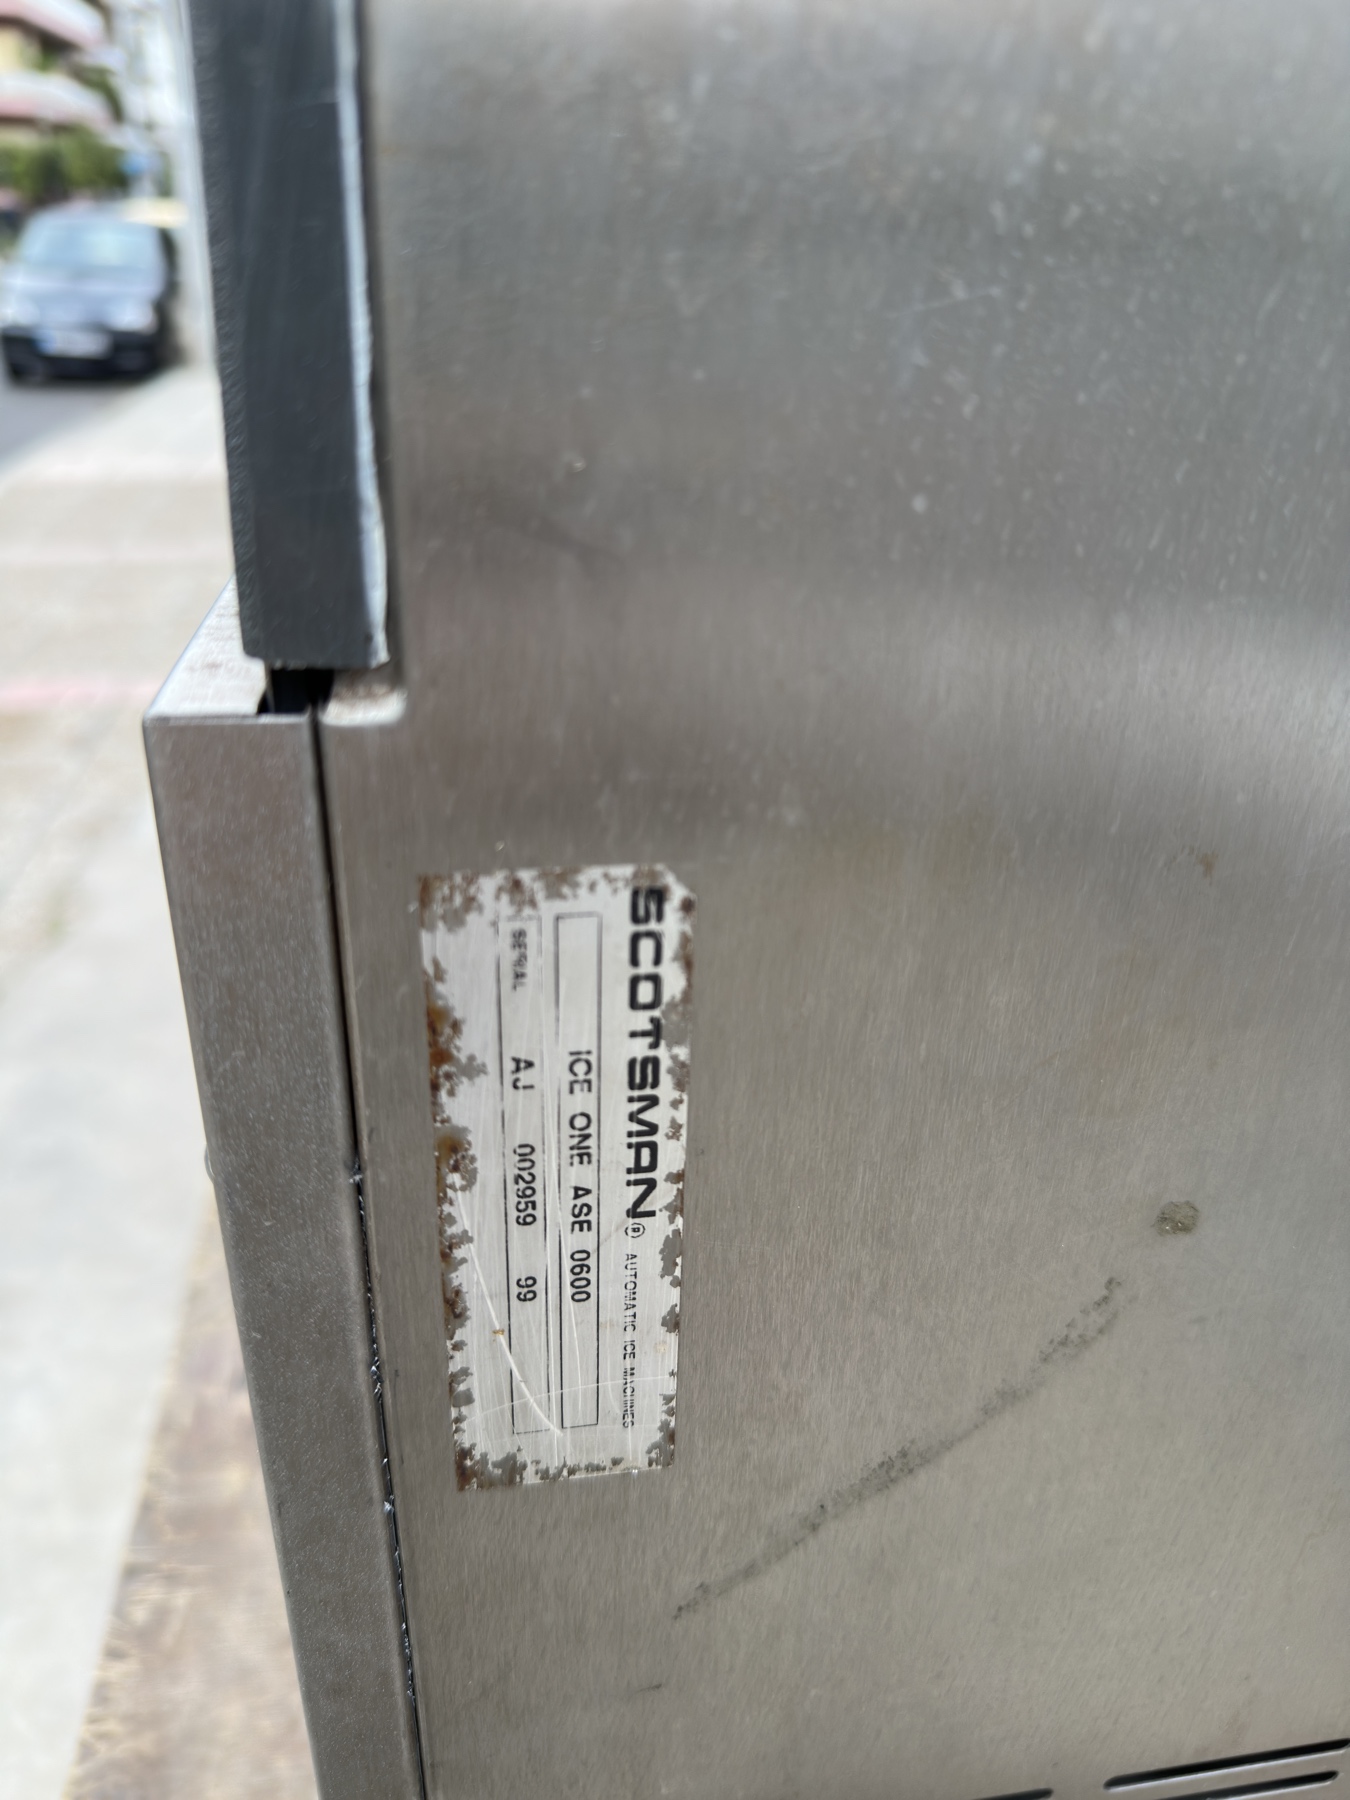 SCOTSMAN® AUTOMATIC ICE MACHINES
ICE ONE ASE 0600
SERIAL AJ 002959 99